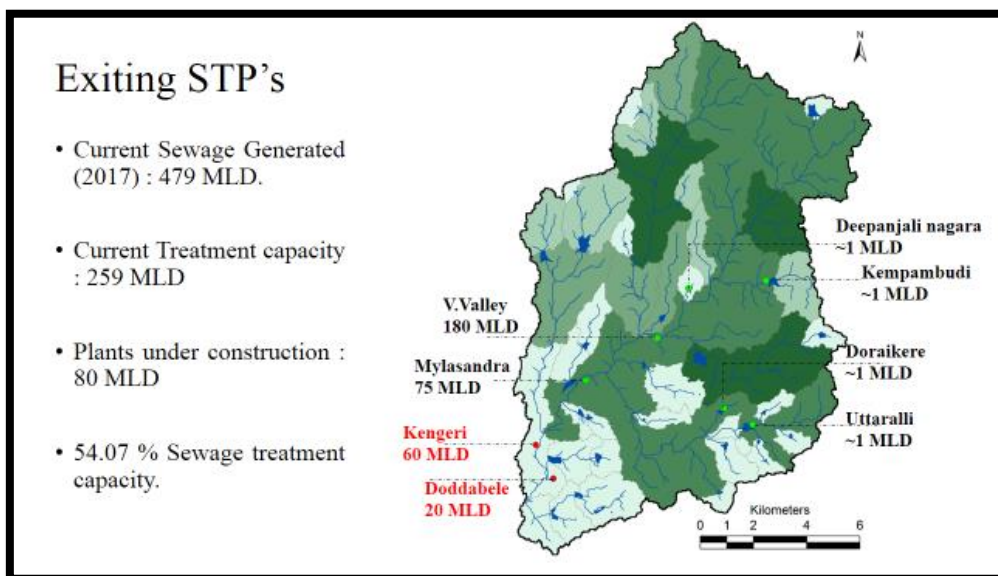 Exiting STP's
• Current Sewage Generated
(2017) : 479 MLD.
• Current Treatment capacity
: 259 MLD
• Plants under construction :
80 MLD
• 54.07 % Sewage treatment
capacity.
N
Deepanjali nagara
~1 MLD
Kempambudi
~1 MLD
V.Valley
180 MLD
Doraikere
~1 MLD
Mylasandra
75 MLD
Uttaralli
~1 MLD
Kengeri
60 MLD
Doddabele
20 MLD
Kilometers
0 1 2 4 6